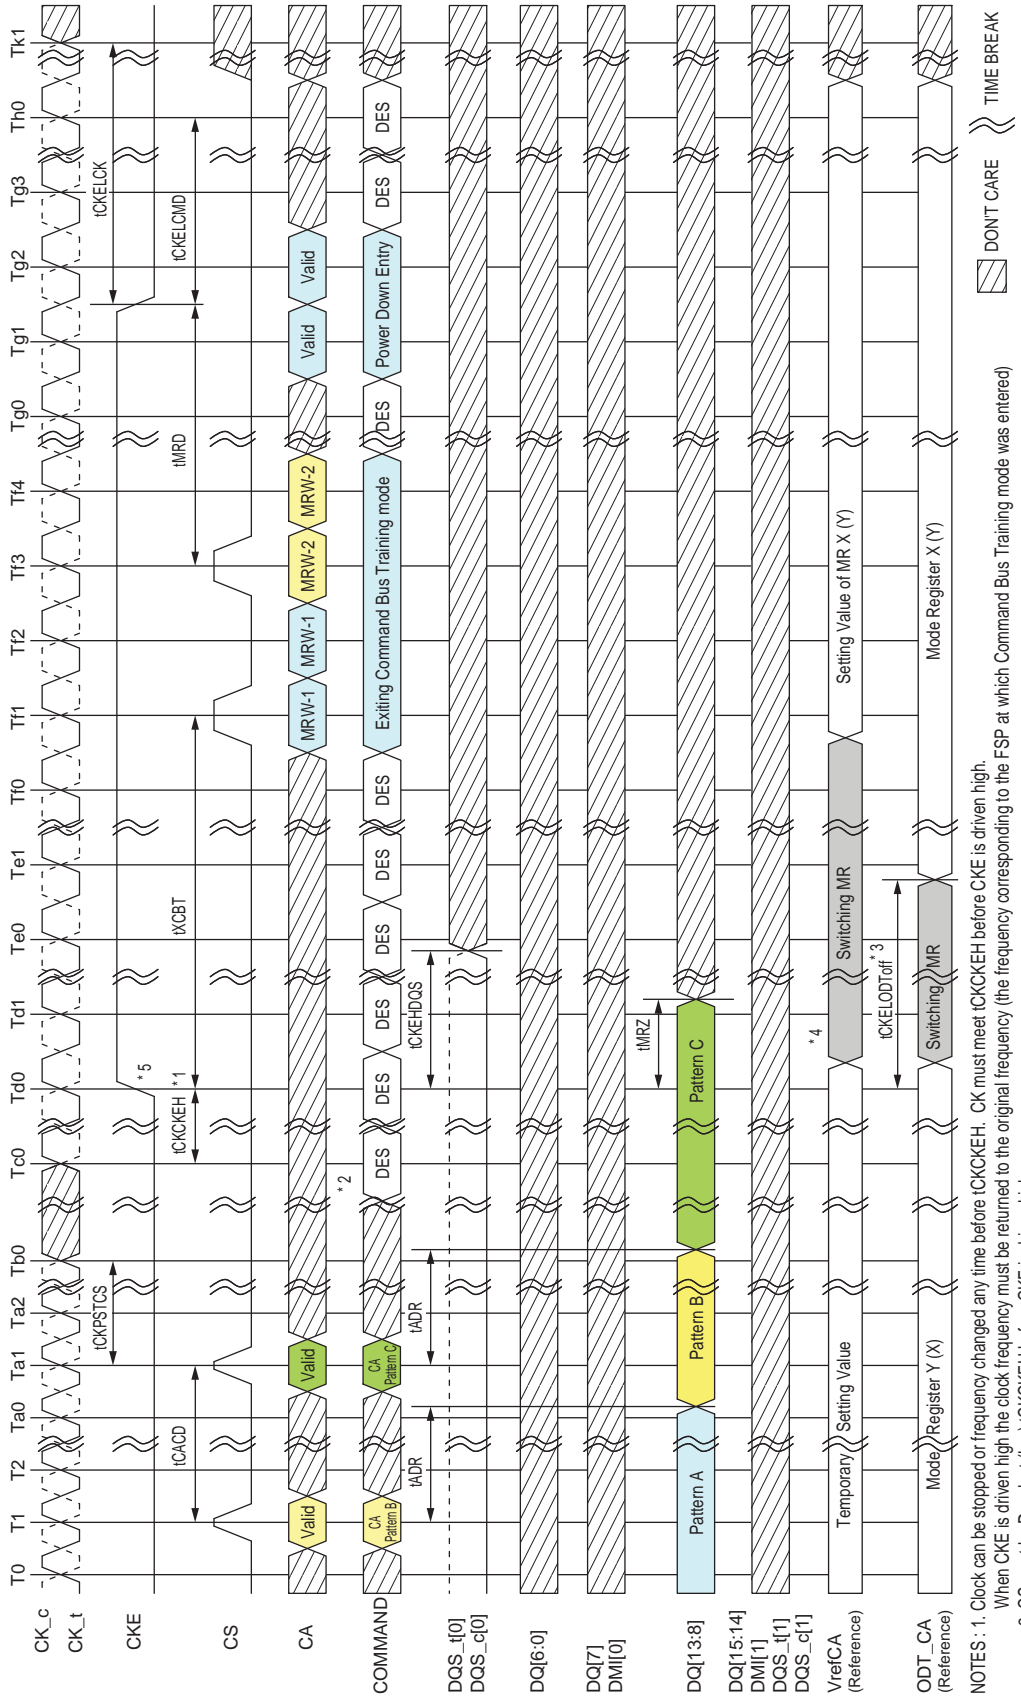 T0 T1 T2 Ta0 Ta1 Ta2 Tb0 Tc0 Td0 Td1 Te0 Te1 Tf0 Tf1 Tf2 Tf3 Tf4 Tg0 Tg1 Tg2 Tg3 Th0 Tk1
CK_c
CK_t
tCKPSTCS
tCKELCK
CKE
* 5
tCACD
tCKCKEH * 1
tXCBT
tMRD
tCKELCMD
CS
CA
Valid Valid MRW-1 MRW-1 MRW-2 MRW-2 Valid Valid
* 2
COMMAND
CA Pattern B
CA Pattern C
DES DES DES DES DES DES Exiting Command Bus Training mode DES Power Down Entry DES DES
tADR tADR tCKEHDQS
DQS_t[0]
DQS_c[0]
DQ[6:0]
DQ[7]
DMI[0]
tMRZ
DQ[13:8]
Pattern A Pattern B Pattern C
DQ[15:14]
DMI[1]
DQS_t[1]
DQS_c[1]
* 4
VrefCA
(Reference)
Temporary Setting Value Switching MR Setting Value of MR X (Y)
tCKELODToff * 3
ODT_CA
(Reference)
Mode Register Y (X) Switching MR Mode Register X (Y)
DON'T CARE TIME BREAK
NOTES : 1. Clock can be stopped or frequency changed any time before tCKCKEH. CK must meet tCKCKEH before CKE is driven high.
When CKE is driven high the clock frequency must be returned to the original frequency (the frequency corresponding to the FSP at which Command Bus Training mode was entered)